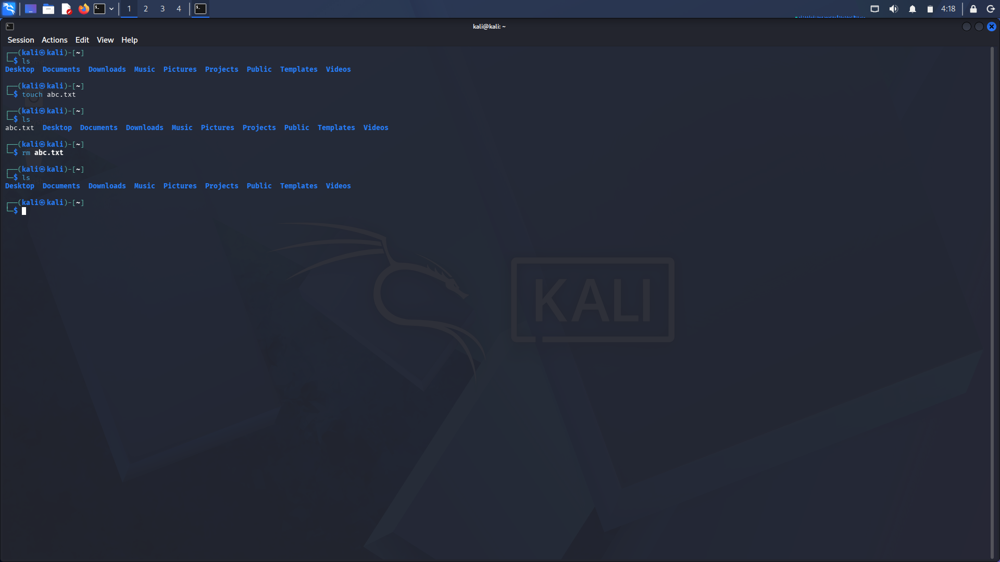 1 2 3 4 4:18
kali@kali: ~
Session Actions Edit View Help
┌──(kali㉿kali)-[~]
└─$ ls
Desktop Documents Downloads Music Pictures Projects Public Templates Videos
┌──(kali㉿kali)-[~]
└─$ touch abc.txt
┌──(kali㉿kali)-[~]
└─$ ls
abc.txt Desktop Documents Downloads Music Pictures Projects Public Templates Videos
┌──(kali㉿kali)-[~]
└─$ rm abc.txt
┌──(kali㉿kali)-[~]
└─$ ls
Desktop Documents Downloads Music Pictures Projects Public Templates Videos
┌──(kali㉿kali)-[~]
└─$
KALI